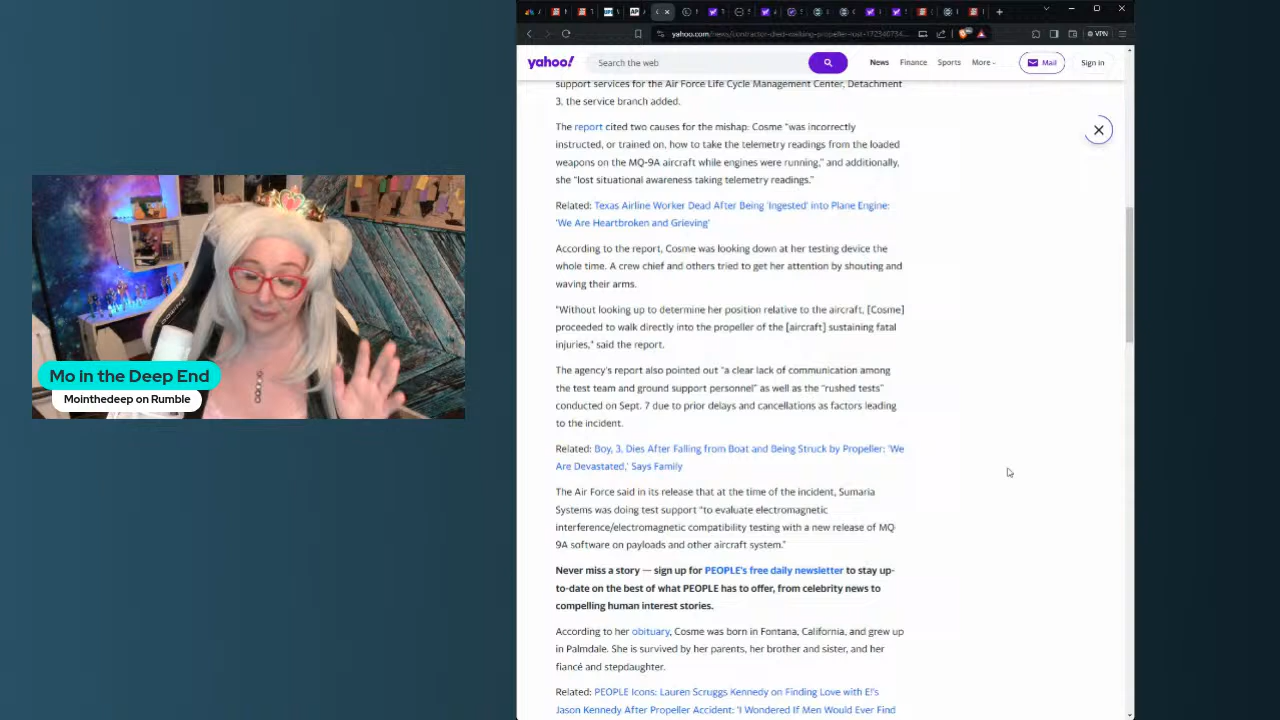 yahoo.com/news/contractor-died-walking-propeller-lost-172340734...
VPN
yahoo!
Search the web
News
Finance
Sports
More
Mail
Sign in
support services for the Air Force Life Cycle Management Center, Detachment
3, the service branch added.
The report cited two causes for the mishap: Cosme "was incorrectly
instructed, or trained on, how to take the telemetry readings from the loaded
weapons on the MQ-9A aircraft while engines were running," and additionally,
she "lost situational awareness taking telemetry readings."
Related: Texas Airline Worker Dead After Being 'Ingested' into Plane Engine:
'We Are Heartbroken and Grieving'
According to the report, Cosme was looking down at her testing device the
whole time. A crew chief and others tried to get her attention by shouting and
waving their arms.
"Without looking up to determine her position relative to the aircraft, [Cosme]
proceeded to walk directly into the propeller of the [aircraft] sustaining fatal
injuries," said the report.
The agency's report also pointed out "a clear lack of communication among
the test team and ground support personnel" as well as the "rushed tests"
conducted on Sept. 7 due to prior delays and cancellations as factors leading
to the incident.
Related: Boy, 3, Dies After Falling from Boat and Being Struck by Propeller: 'We
Are Devastated,' Says Family
The Air Force said in its release that at the time of the incident, Sumaria
Systems was doing test support "to evaluate electromagnetic
interference/electromagnetic compatibility testing with a new release of MQ-
9A software on payloads and other aircraft system."
Never miss a story — sign up for PEOPLE's free daily newsletter to stay up-
to-date on the best of what PEOPLE has to offer, from celebrity news to
compelling human interest stories.
According to her obituary, Cosme was born in Fontana, California, and grew up
in Palmdale. She is survived by her parents, her brother and sister, and her
fiancé and stepdaughter.
Related: PEOPLE Icons: Lauren Scruggs Kennedy on Finding Love with E!'s
Jason Kennedy After Propeller Accident: 'I Wondered If Men Would Ever Find
Mo in the Deep End
Mointhedeep on Rumble